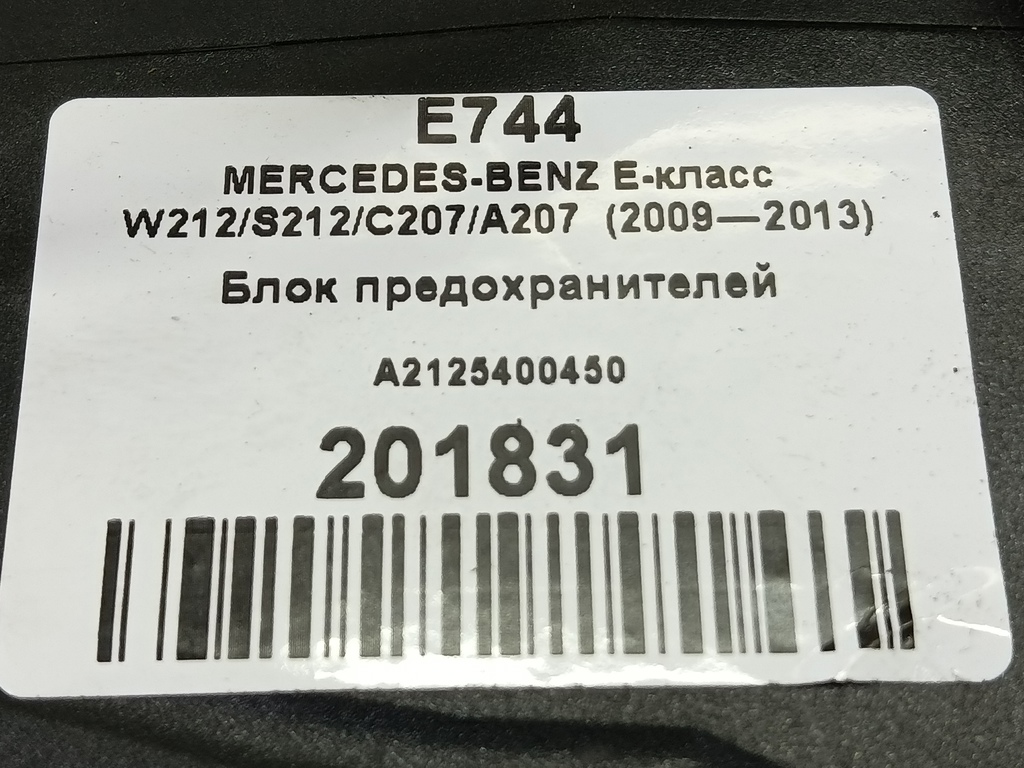 E744
MERCEDES-BENZ E-класс
W212/S212/C207/A207 (2009—2013)
Блок предохранителей
A2125400450
201831